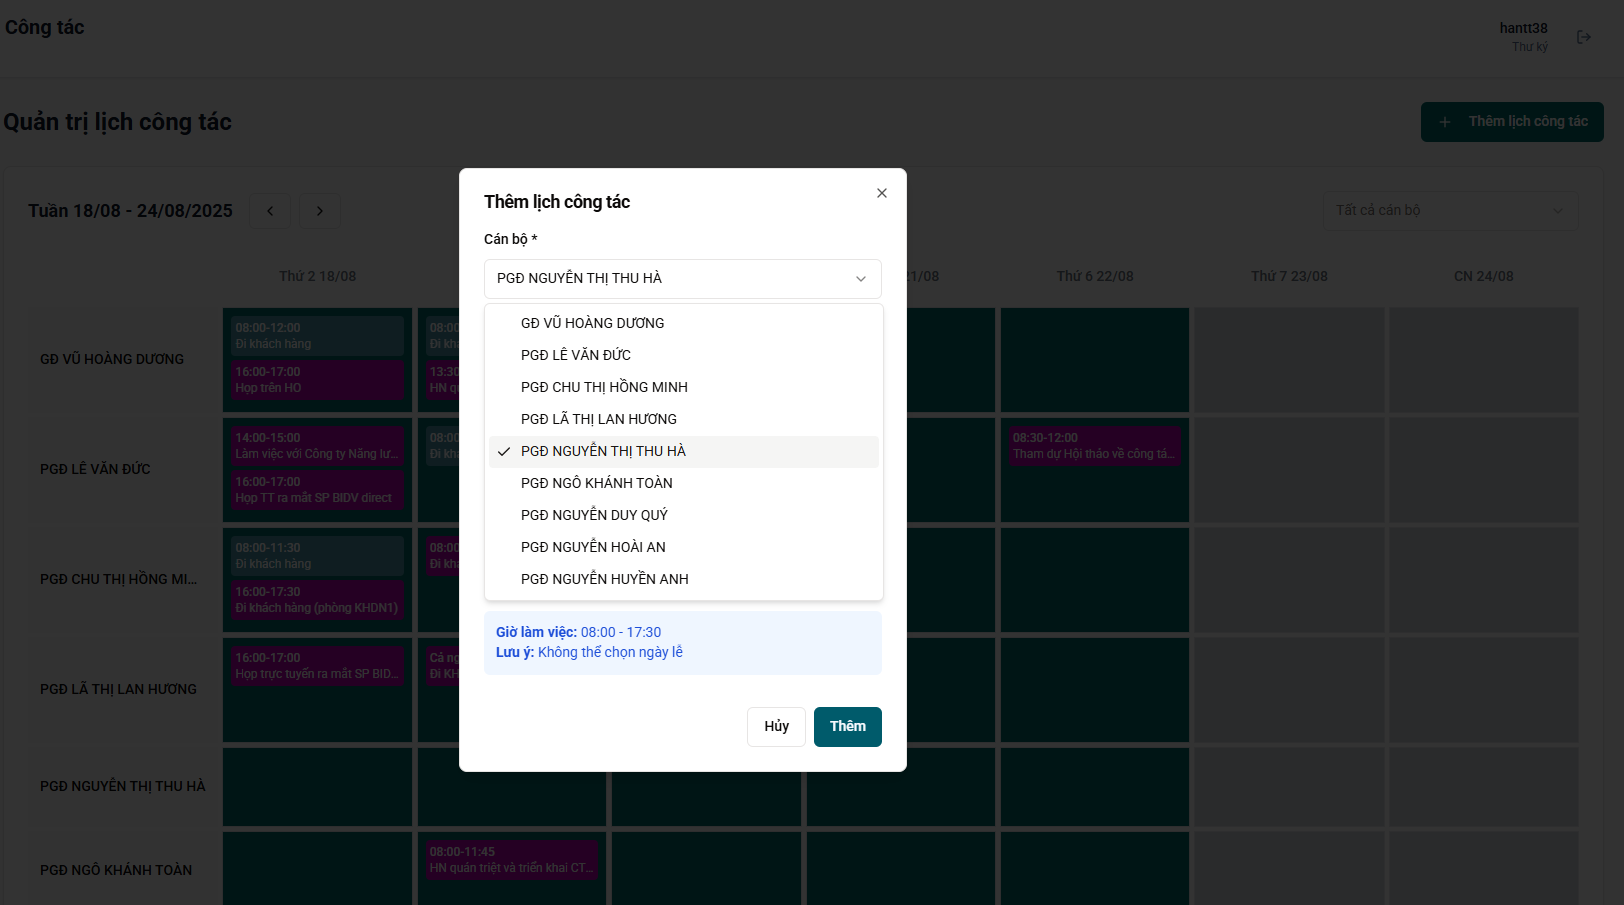 Công tác
hantt38
Thư ký
Quản trị lịch công tác
Thêm lịch công tác
Tuần 18/08 - 24/08/2025
Tất cả cán bộ
Thứ 2 18/08
21/08
Thứ 6 22/08
Thứ 7 23/08
CN 24/08
GĐ VŨ HOÀNG DƯƠNG
08:00-12:00
Đi khách hàng
16:00-17:00
Họp trên HO
08:00
Đi khá
13:30
HN qu
PGĐ LÊ VĂN ĐỨC
14:00-15:00
Làm việc với Công ty Năng lư...
16:00-17:00
Họp TT ra mắt SP BIDV direct
08:00
Đi khá
08:30-12:00
Tham dự Hội thảo về công tá...
PGĐ CHU THỊ HỒNG MI...
08:00-11:30
Đi khách hàng
16:00-17:30
Đi khách hàng (phòng KHDN1)
08:00
Đi khá
PGĐ LÃ THỊ LAN HƯƠNG
16:00-17:00
Họp trực tuyến ra mắt SP BID...
Cả ng
Đi KH
PGĐ NGUYỄN THỊ THU HÀ
PGĐ NGÔ KHÁNH TOÀN
08:00-11:45
HN quán triệt và triển khai CT...
Thêm lịch công tác
Cán bộ *
PGĐ NGUYỄN THỊ THU HÀ
GĐ VŨ HOÀNG DƯƠNG
PGĐ LÊ VĂN ĐỨC
PGĐ CHU THỊ HỒNG MINH
PGĐ LÃ THỊ LAN HƯƠNG
PGĐ NGUYỄN THỊ THU HÀ
PGĐ NGÔ KHÁNH TOÀN
PGĐ NGUYỄN DUY QUÝ
PGĐ NGUYỄN HOÀI AN
PGĐ NGUYỄN HUYỀN ANH
Giờ làm việc: 08:00 - 17:30
Lưu ý: Không thể chọn ngày lễ
Hủy
Thêm